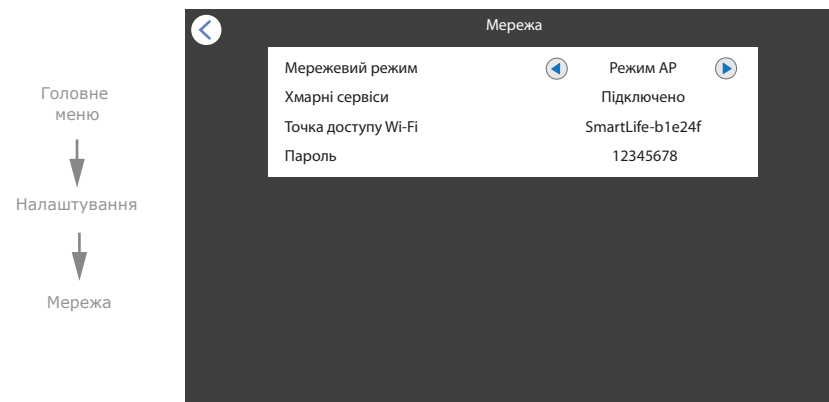 Головне
меню
Налаштування
Мережа
Мережа
Мережевий режим Режим AP
Хмарні сервіси Підключено
Точка доступу Wi-Fi SmartLife-b1e24f
Пароль 12345678